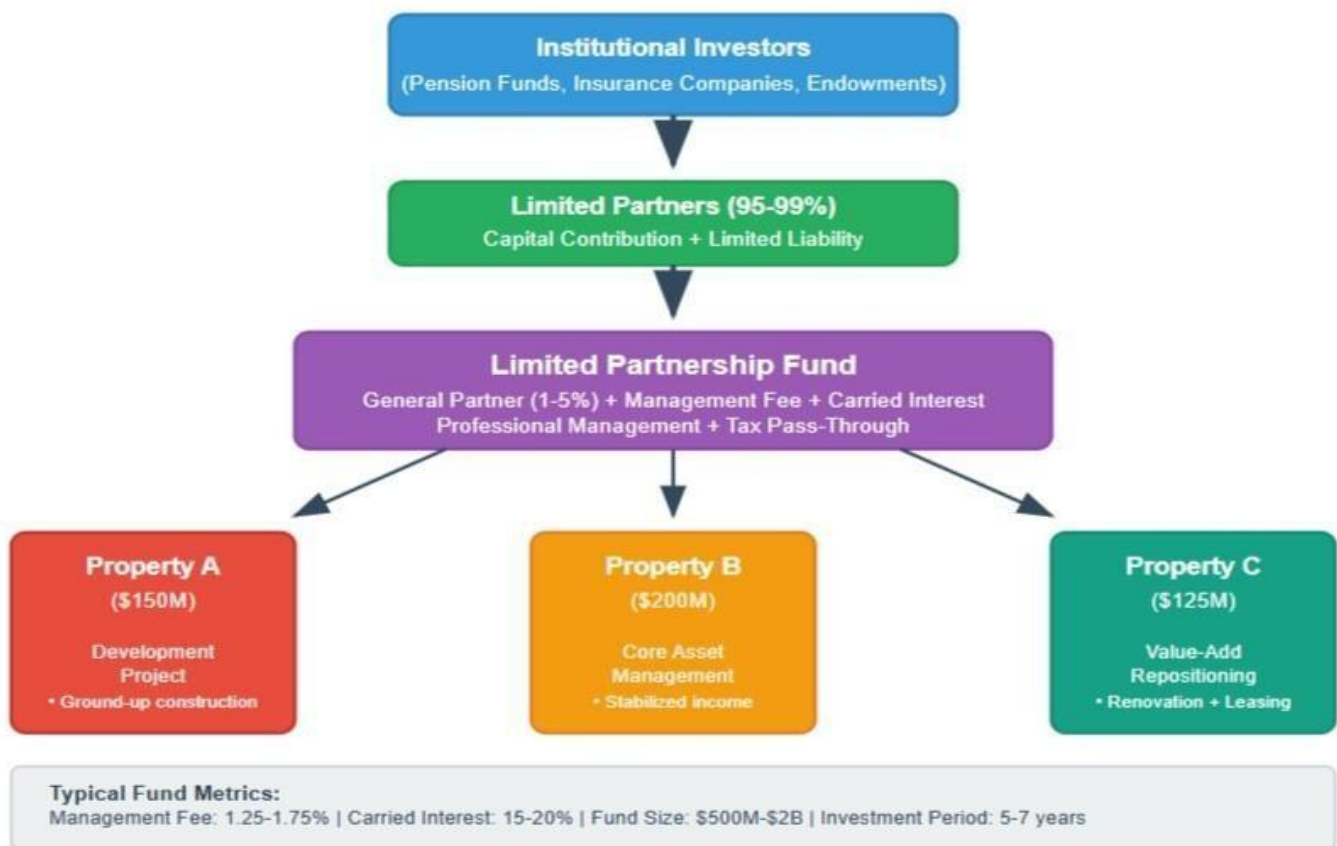 Institutional Investors
(Pension Funds, Insurance Companies, Endowments)
Limited Partners (95-99%)
Capital Contribution + Limited Liability
Limited Partnership Fund
General Partner (1-5%) + Management Fee + Carried Interest
Professional Management + Tax Pass-Through
Property A
($150M)
Development
Project
• Ground-up construction
Property B
($200M)
Core Asset
Management
• Stabilized income
Property C
($125M)
Value-Add
Repositioning
• Renovation + Leasing
Typical Fund Metrics:
Management Fee: 1.25-1.75% | Carried Interest: 15-20% | Fund Size: $500M-$2B | Investment Period: 5-7 years